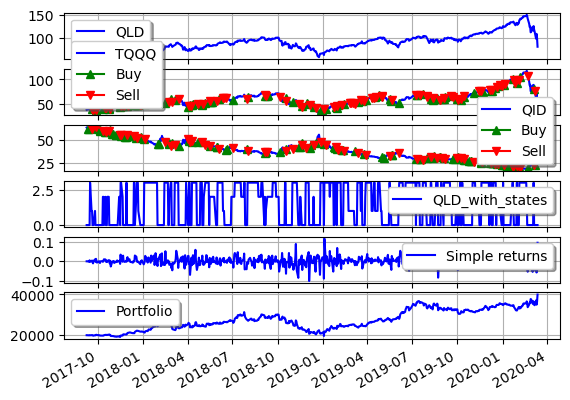 150
QLD
100
TQQQ
100
Buy
50
Sell
QID
50
Buy
25
Sell
2.5
QLD_with_states
0.0
0.1
Simple returns
0.0
−0.1
40000
Portfolio
20000
2017-10 2018-01 2018-04 2018-07 2018-10 2019-01 2019-04 2019-07 2019-10 2020-01 2020-04